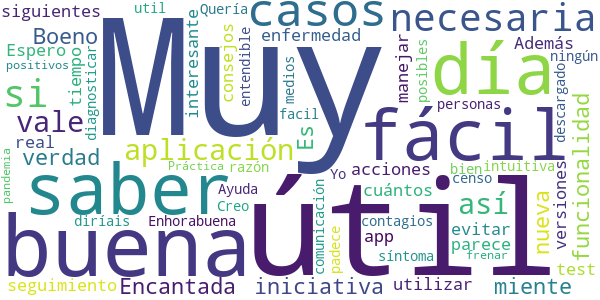 siguientes util Quería casos necesaria
Boeno enfermedad Además
Espero consejos ningún
positivos Muy día
si tiempo diagnosticar interesante entendible medios manejar posibles descargado
vale facil personas fácil funcionalidad
real Es
verdad aplicación Práctica razón Yo acciones bien intuitiva
pandemia saber Ayuda cuántos censo versiones
diríais Creo Enhorabuena comunicación padece contagios así nueva
buena útil app evitar frenar
síntoma parece test
seguimiento Encantada iniciativa utilizar miente